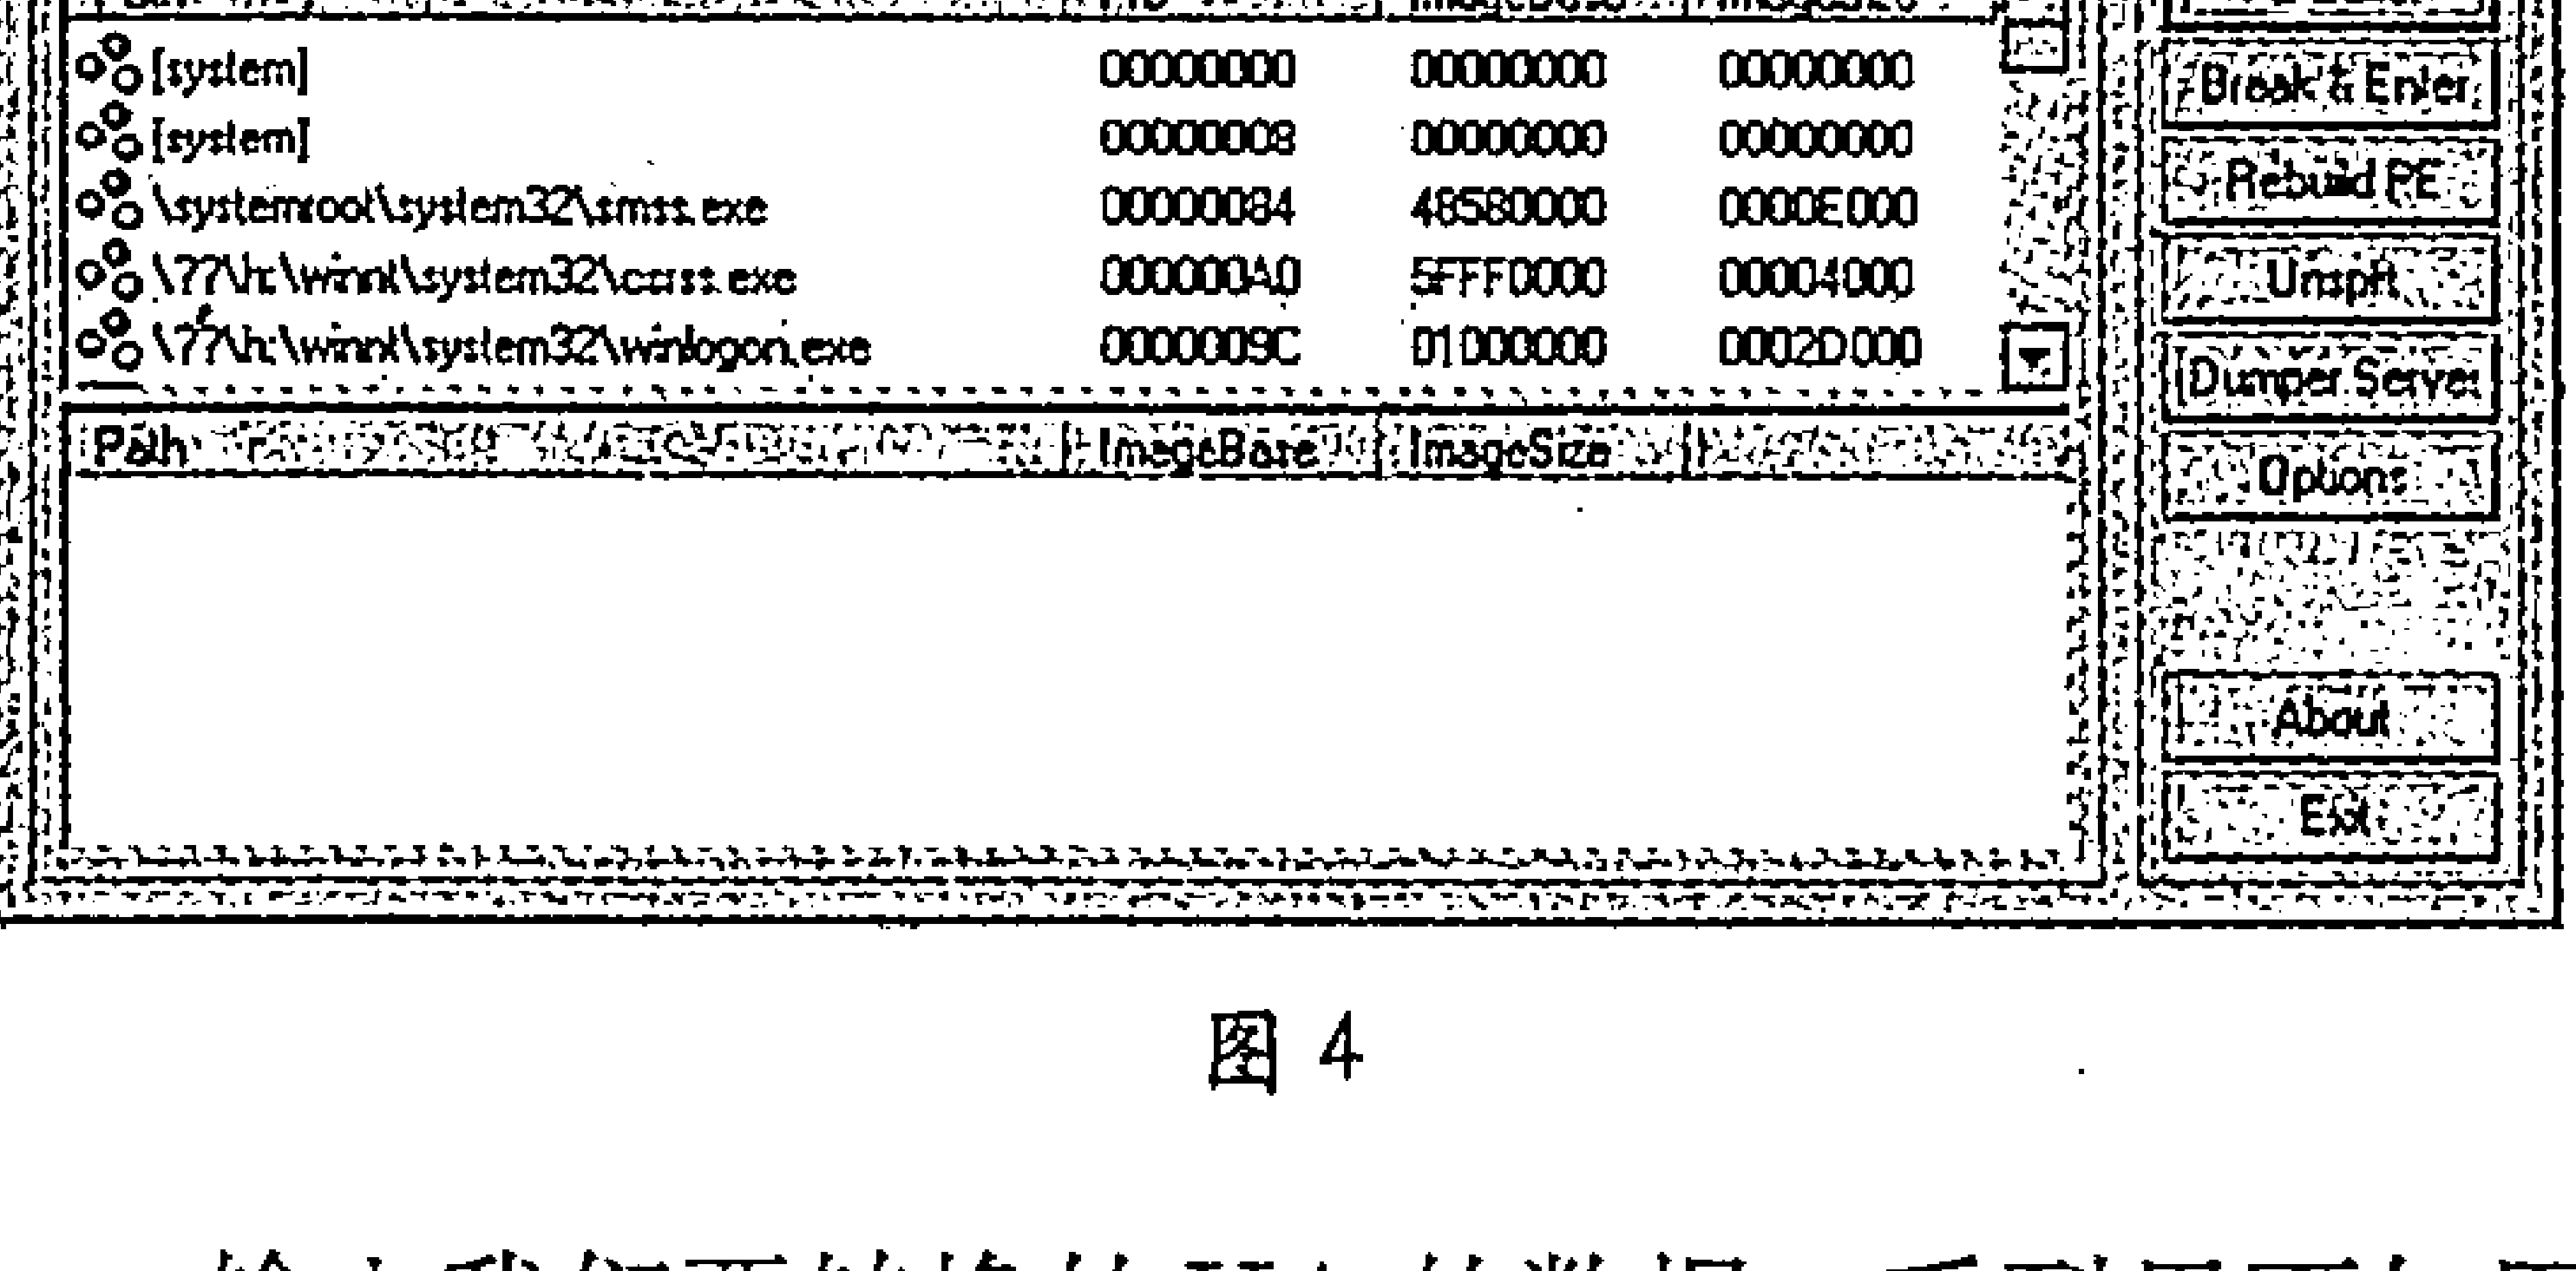 [system] 00000000 00000000 00000000
[system] 00000008 00000000 00000000
\systemroot\system32\smss.exe 00000084 48580000 0000E000
\??\h:\winnt\system32\csrss.exe 000000A0 5FFF0000 00004000
\??\h:\winnt\system32\winlogon.exe 0000009C 01000000 0002D000
Path ImageBase ImageSize
Break & Enter
Rebuild PE
Unsplit
Dumper Server
Options
About
Exit
图 4